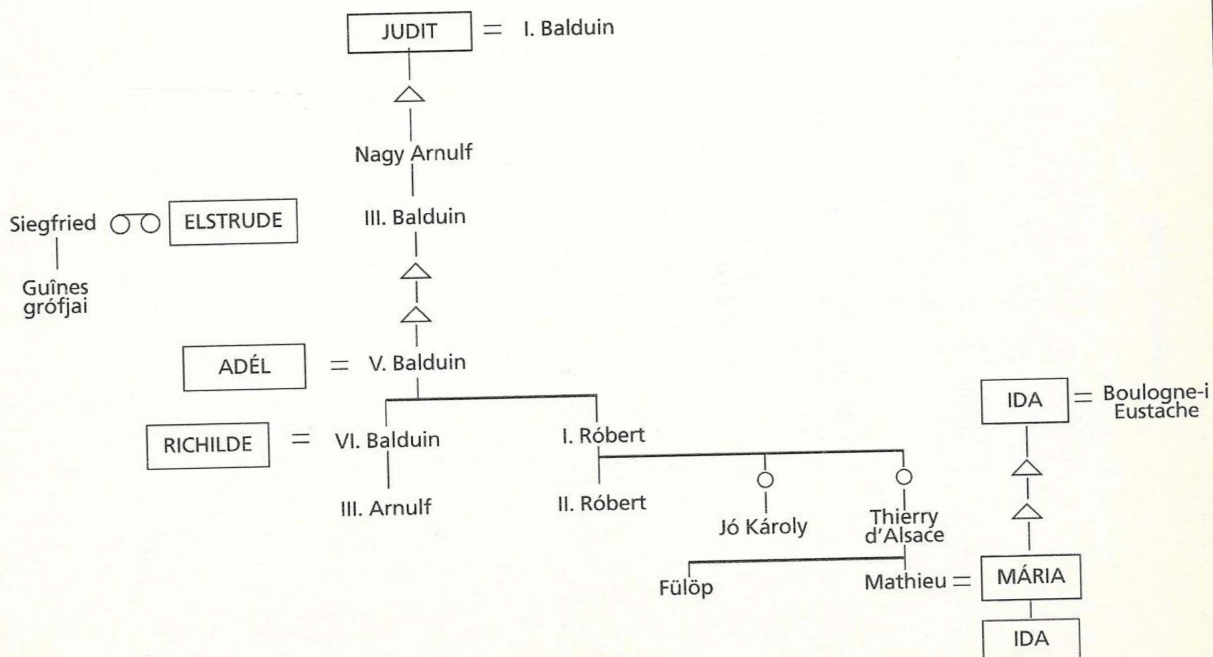 JUDIT = I. Balduin
Nagy Arnulf
Siegfried ELSTRUDE III. Balduin
Guînes
grófjai
ADÉL = V. Balduin
IDA = Boulogne-i
Eustache
RICHILDE = VI. Balduin I. Róbert
III. Arnulf II. Róbert
Jó Károly Thierry
d'Alsace
Fülöp Mathieu = MÁRIA
IDA